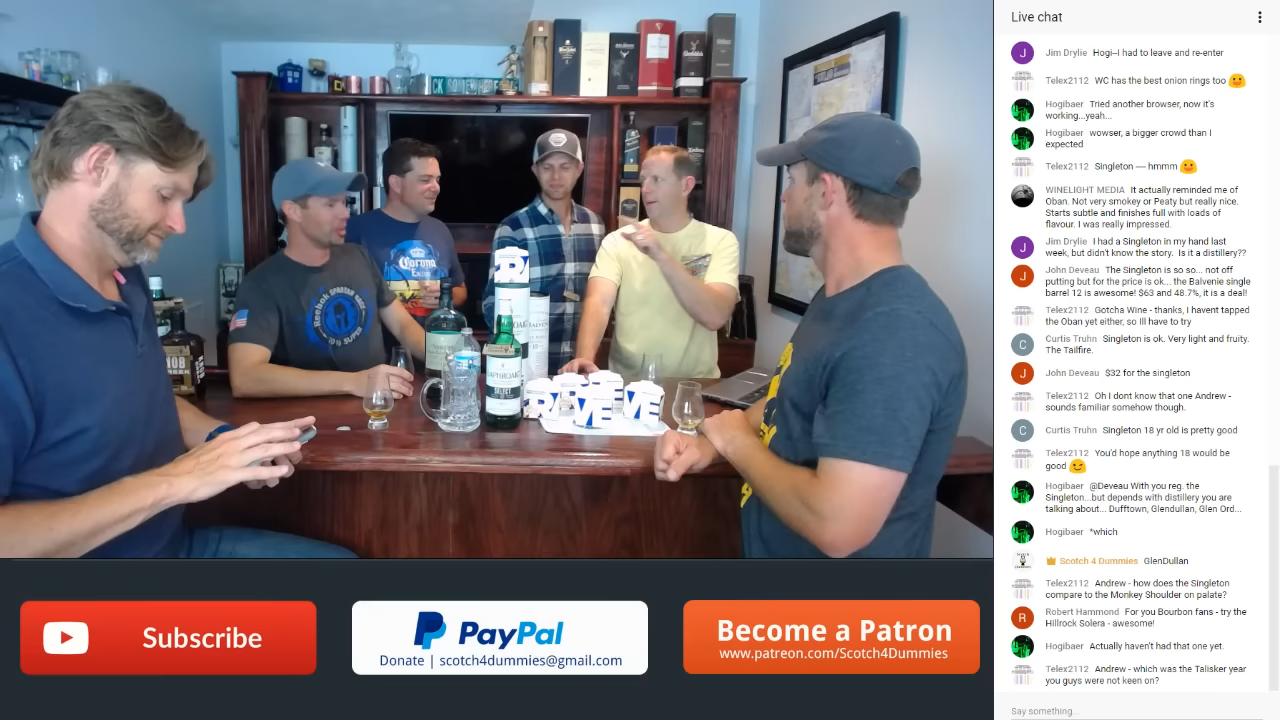 CK SCHEN
Corona
Reebok SPARTAN RACE
LAPHROAIG
SELECT
VE
VE
Subscribe
PayPal
Donate | scotch4dummies@gmail.com
Become a Patron
www.patreon.com/Scotch4Dummies
Live chat
J
Jim Drylie Hogi--I had to leave and re-enter
Telex2112 WC has the best onion rings too
Hogibaer Tried another browser, now it's
working...yeah...
Hogibaer wowser, a bigger crowd than I
expected
Telex2112 Singleton — hmmm
WINELIGHT MEDIA It actually reminded me of
Oban. Not very smokey or Peaty but really nice.
Starts subtle and finishes full with loads of
flavour. I was really impressed.
J
Jim Drylie I had a Singleton in my hand last
week, but didn't know the story. Is it a distillery??
J
John Deveau The Singleton is so so... not off
putting but for the price is ok... the Balvenie single
barrel 12 is awesome! $63 and 48.7%, it is a deal!
Telex2112 Gotcha Wine - thanks, I havent tapped
the Oban yet either, so Ill have to try
C
Curtis Truhn Singleton is ok. Very light and fruity.
The Tailfire.
J
John Deveau $32 for the singleton
Telex2112 Oh I dont know that one Andrew -
sounds familiar somehow though.
C
Curtis Truhn Singleton 18 yr old is pretty good
Telex2112 You'd hope anything 18 would be
good
Hogibaer @Deveau With you reg. the
Singleton...but depends with distillery you are
talking about... Dufftown, Glendullan, Glen Ord...
Hogibaer *which
Scotch 4 Dummies GlenDullan
Telex2112 Andrew - how does the Singleton
compare to the Monkey Shoulder on palate?
R
Robert Hammond For you Bourbon fans - try the
Hillrock Solera - awesome!
Hogibaer Actually haven't had that one yet.
Telex2112 Andrew - which was the Talisker year
you guys were not keen on?
Say something...